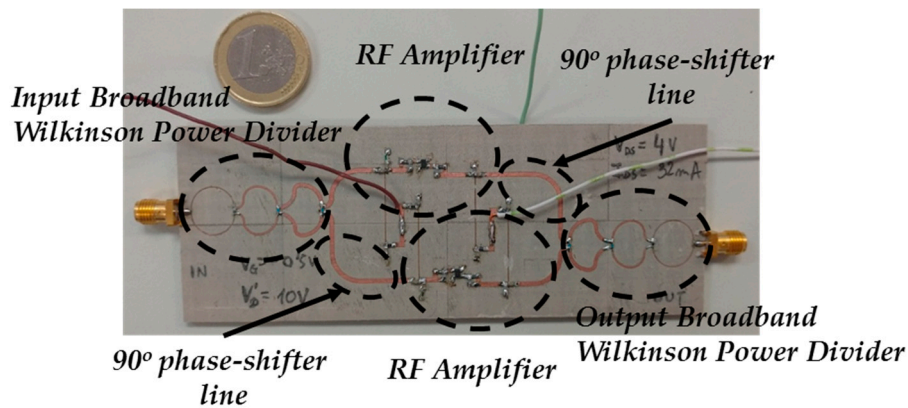 RF Amplifier
90º phase-shifter
line
Input Broadband
Wilkinson Power Divider
VDS = 4V
IDS = 32mA
IN
VG = 0.5V
V'D = 10V
OUT
Output Broadband
Wilkinson Power Divider
90º phase-shifter
line
RF Amplifier